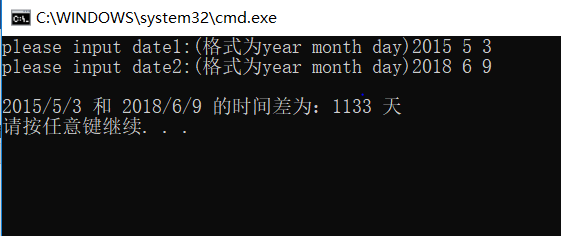 C:\WINDOWS\system32\cmd.exe
please input date1:(格式为year month day)2015 5 3
please input date2:(格式为year month day)2018 6 9
2015/5/3 和 2018/6/9 的时间差为：1133 天
请按任意键继续. . .